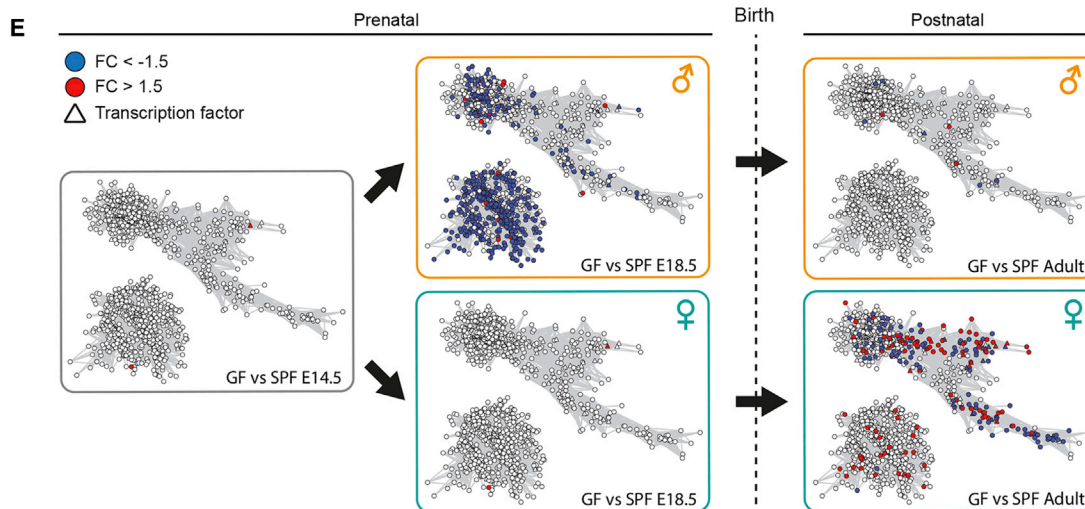 E
Prenatal
Birth
Postnatal
FC < -1.5
FC > 1.5
Transcription factor
♂
♂
GF vs SPF E14.5
GF vs SPF E18.5
GF vs SPF Adult
♀
♀
GF vs SPF E18.5
GF vs SPF Adult